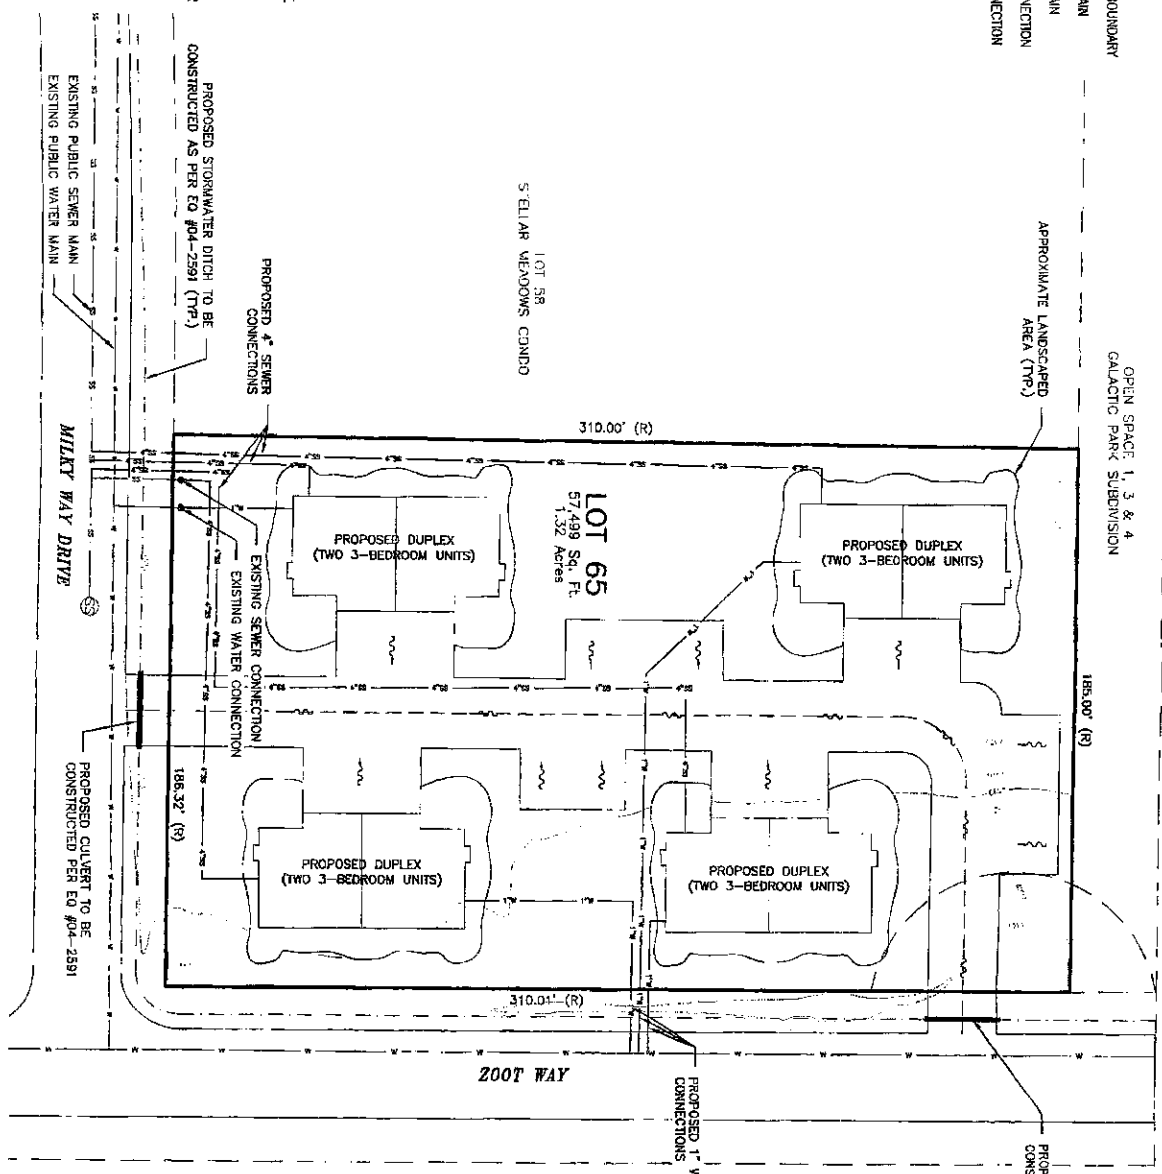 BOUNDARY
AIN
AIN
NECTION
NECTION
OPEN SPACE 1, 3 & 4
GALACTIC PARK SUBDIVISION
APPROXIMATE LANDSCAPED
AREA (TYP.)
LOT 58
STELLAR MEADOWS CONDO
PROPOSED STORMWATER DITCH TO BE
CONSTRUCTED AS PER EQ #04-2591 (TYP.)
EXISTING PUBLIC SEWER MAIN
EXISTING PUBLIC WATER MAIN
PROPOSED 4" SEWER
CONNECTIONS
310.00' (R)
185.00' (R)
LOT 65
57,499 Sq. Ft.
1.32 Acres
PROPOSED DUPLEX
(TWO 3-BEDROOM UNITS)
PROPOSED DUPLEX
(TWO 3-BEDROOM UNITS)
MILKY WAY DRIVE
SS
EXISTING SEWER CONNECTION
EXISTING WATER CONNECTION
186.32' (R)
PROPOSED DUPLEX
(TWO 3-BEDROOM UNITS)
PROPOSED DUPLEX
(TWO 3-BEDROOM UNITS)
PROPOSED CULVERT TO BE
CONSTRUCTED PER EQ #04-2591
310.01' (R)
ZOOT WAY
PROPOSED 1" W
CONNECTIONS
PROP
CONS